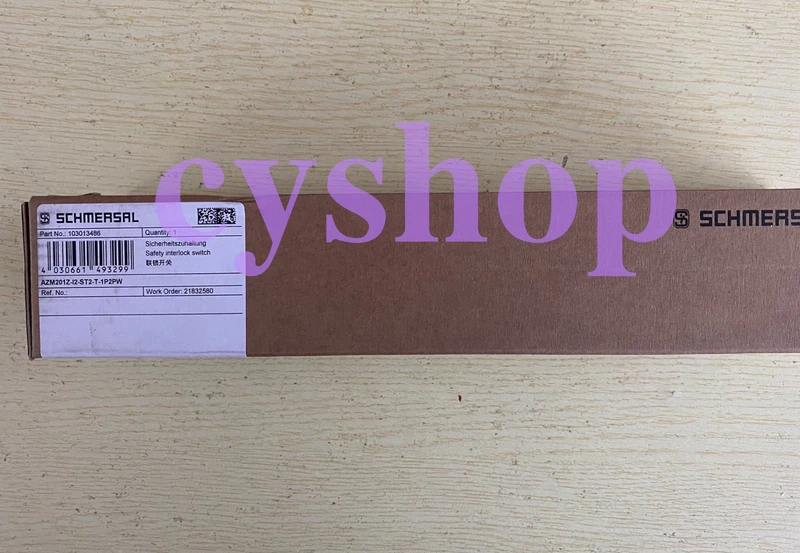 cyshop
SCHMERSAL
Part No.: 103013486
Quantity: 1
4 030661 493299
Sicherheitszuhaltung
Safety interlock switch
联锁开关
AZM201Z-I2-ST2-T-1P2PW
Ref. No.:
Work Order: 21832580
SCHMERS